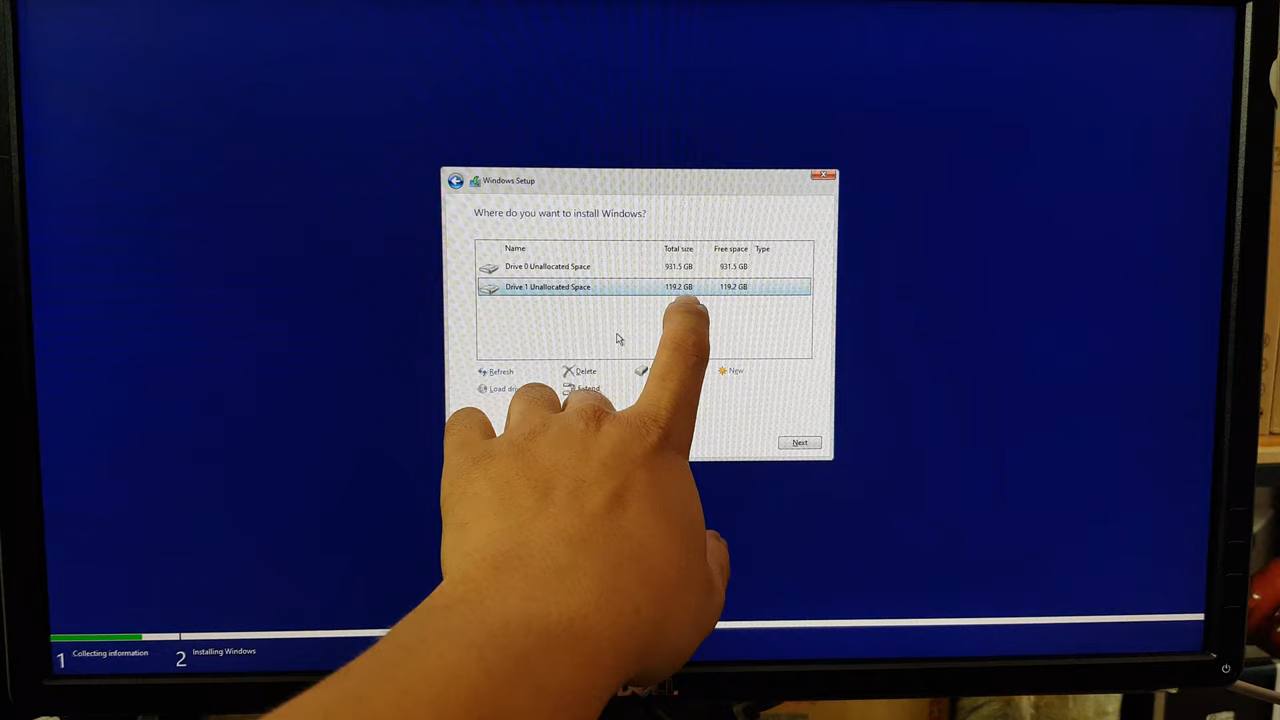 Windows Setup
Where do you want to install Windows?
Name Total size Free space Type
Drive 0 Unallocated Space 931.5 GB 931.5 GB
Drive 1 Unallocated Space 119.2 GB 119.2 GB
Refresh Delete New
Load Extend
Next
1 Collecting information 2 Installing Windows